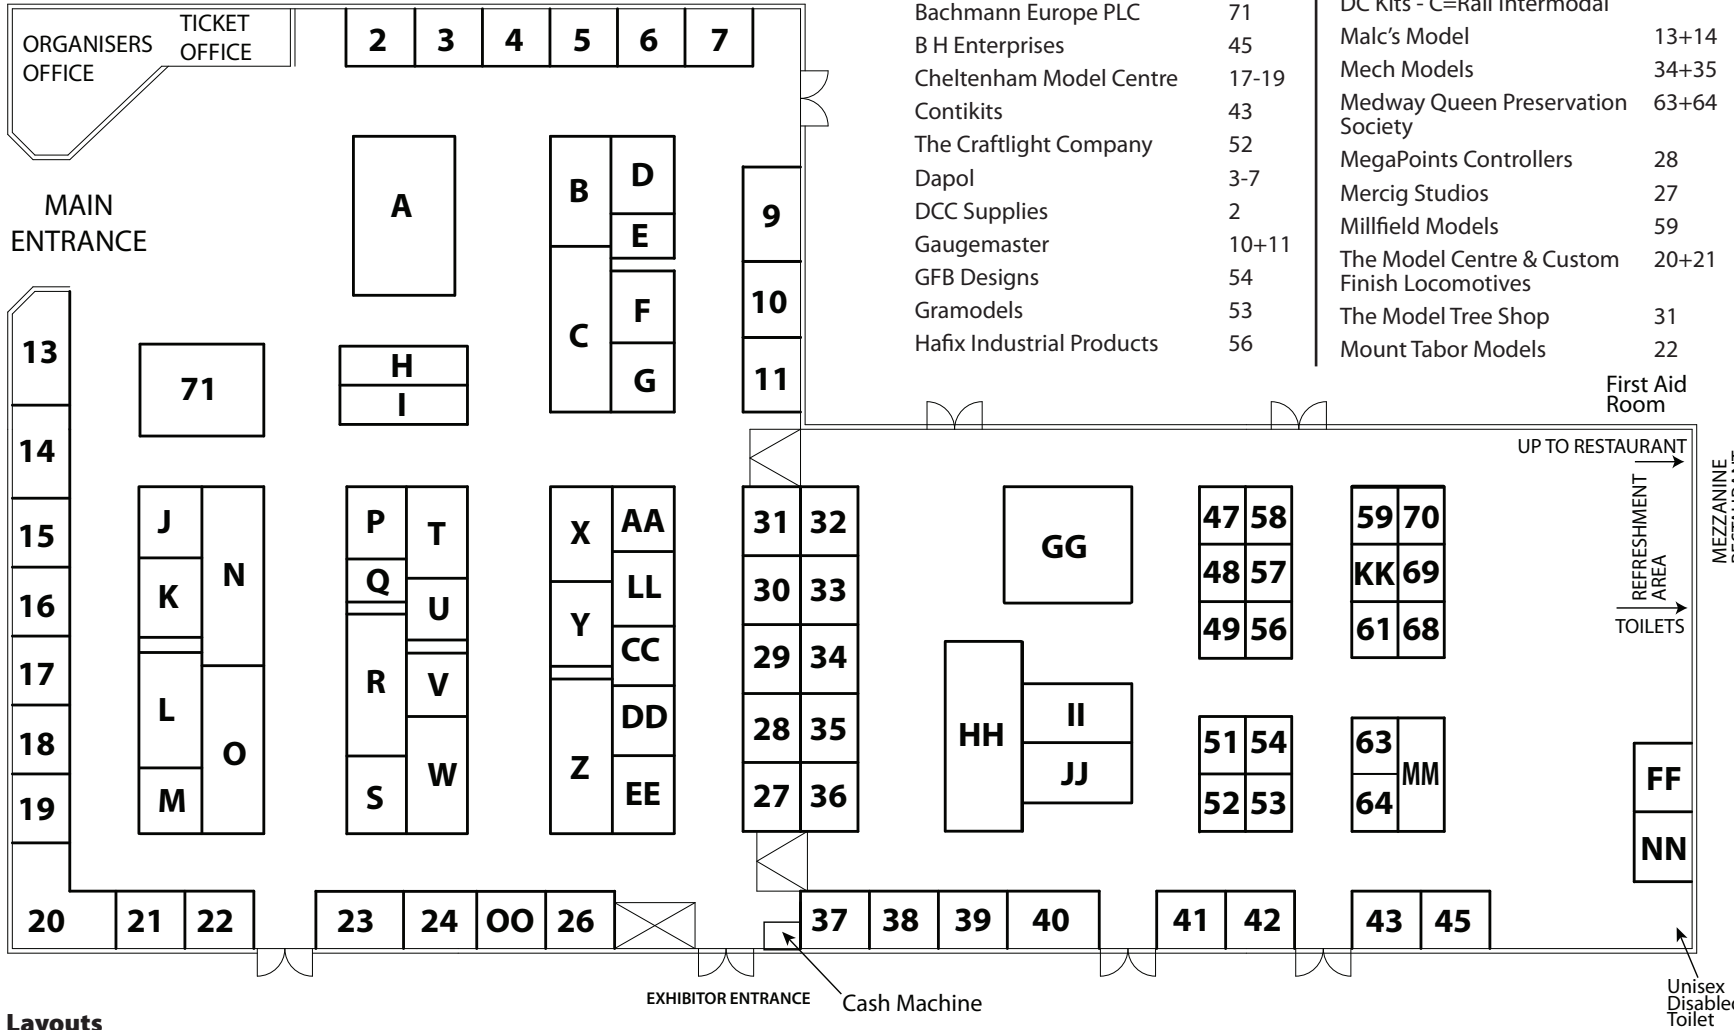 ORGANISERS
OFFICE
TICKET
OFFICE
2 3 4 5 6 7
Bachmann Europe PLC 71
B H Enterprises 45
Cheltenham Model Centre 17-19
Contikits 43
The Craftlight Company 52
Dapol 3-7
DCC Supplies 2
Gaugemaster 10+11
GFB Designs 54
Gramodels 53
Hafix Industrial Products 56
DC Kits - C=Rail Intermodal
Malc's Model 13+14
Mech Models 34+35
Medway Queen Preservation 63+64
Society
MegaPoints Controllers 28
Mercig Studios 27
Millfield Models 59
The Model Centre & Custom 20+21
Finish Locomotives
The Model Tree Shop 31
Mount Tabor Models 22
MAIN
ENTRANCE
A
B D
E
C F
G
9
10
11
H
I
71
13
14
15
16
17
18
19
20 21 22
J
K
L
M
N
O
P
Q
R
S
T
U
V
W
X
Y
Z
AA
LL
CC
DD
EE
31 32
30 33
29 34
28 35
27 36
23 24 OO 26
37 38 39 40
41 42
43 45
GG
HH
II
JJ
47 58
48 57
49 56
51 54
52 53
59 70
KK 69
61 68
63
64
MM
FF
NN
First Aid
Room
UP TO RESTAURANT
REFRESHMENT
AREA
TOILETS
MEZZANINE
RESTAURANT
EXHIBITOR ENTRANCE
Cash Machine
Unisex
Disabled
Toilet
Layouts